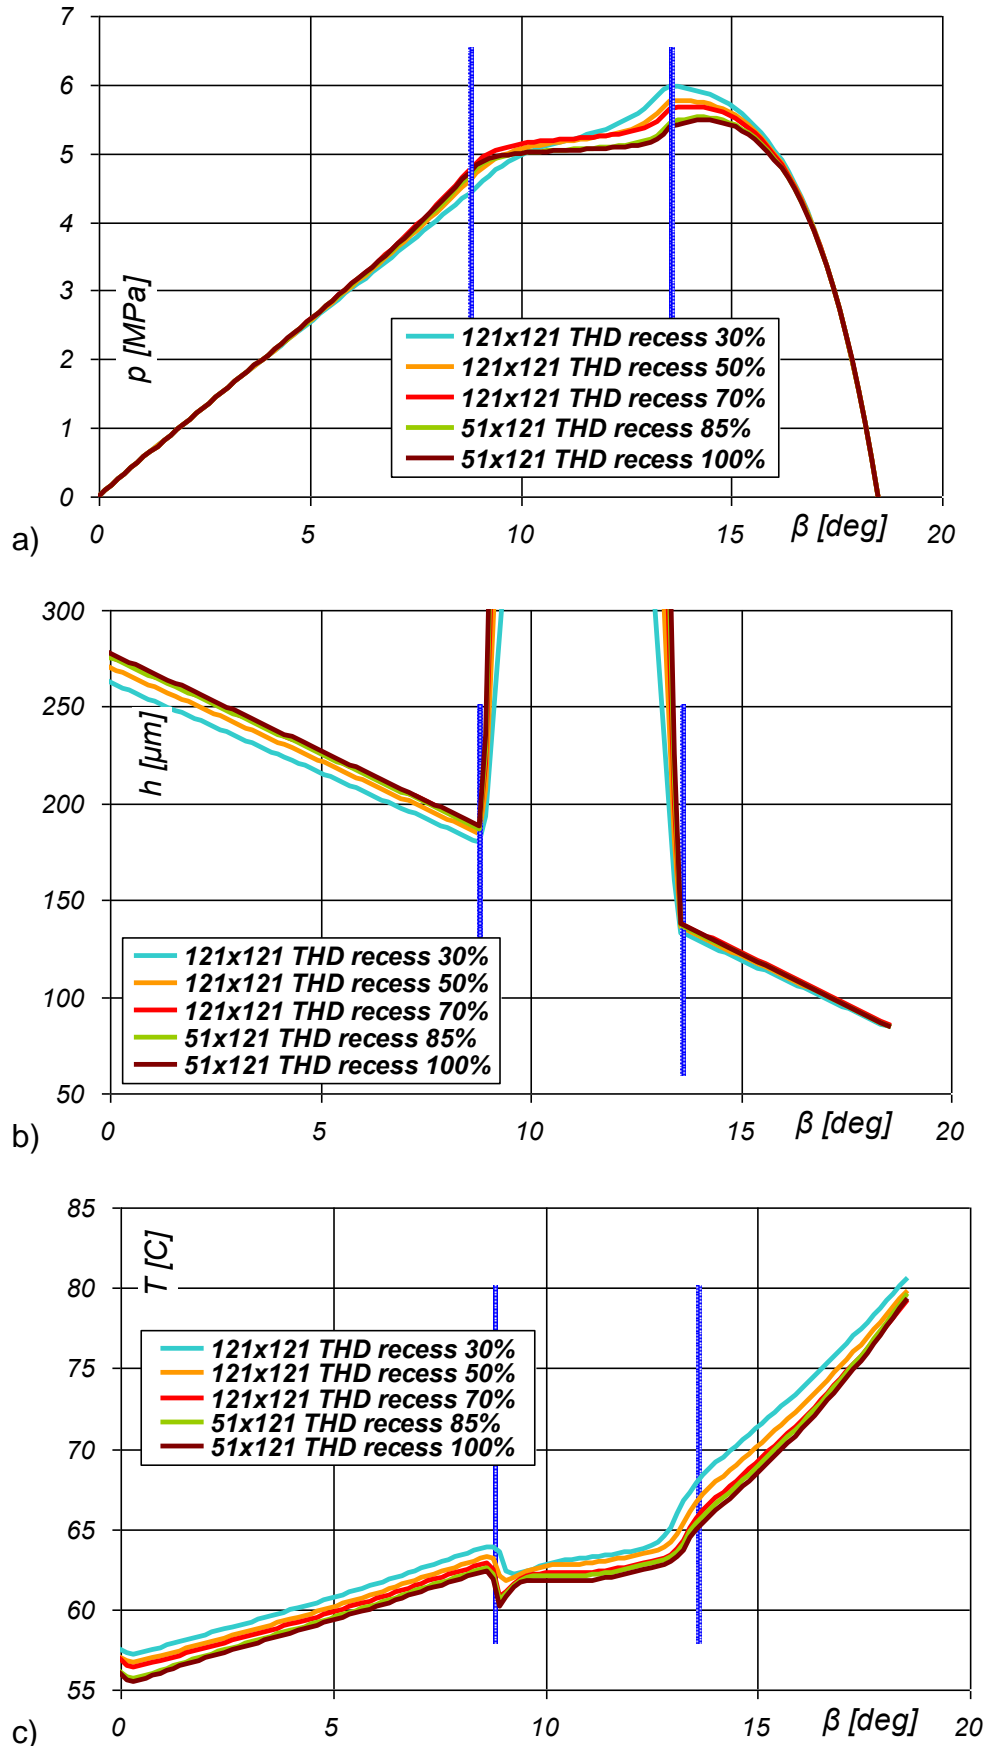 7
6
5
4
3
2
1
0
p [MPa]
121x121 THD recess 30%
121x121 THD recess 50%
121x121 THD recess 70%
51x121 THD recess 85%
51x121 THD recess 100%
0 5 10 15 β [deg] 20
a)
300
250
200
150
100
50
h [µm]
121x121 THD recess 30%
121x121 THD recess 50%
121x121 THD recess 70%
51x121 THD recess 85%
51x121 THD recess 100%
0 5 10 15 β [deg] 20
b)
85
80
75
70
65
60
55
T [C]
121x121 THD recess 30%
121x121 THD recess 50%
121x121 THD recess 70%
51x121 THD recess 85%
51x121 THD recess 100%
0 5 10 15 β [deg] 20
c)